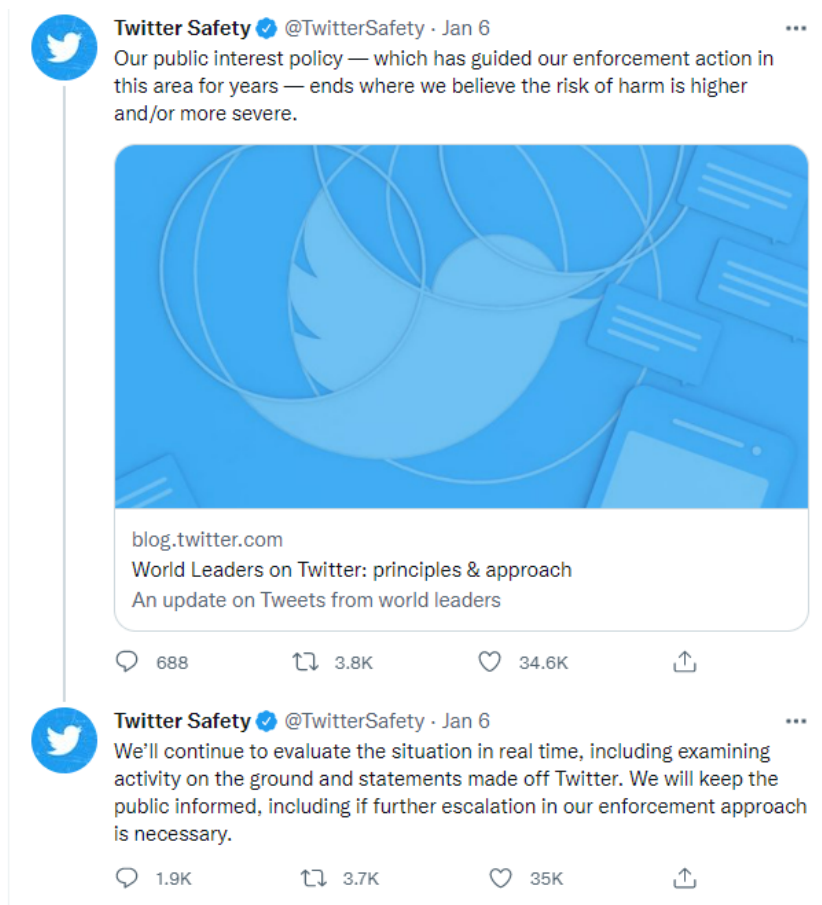 Twitter Safety @TwitterSafety · Jan 6
Our public interest policy — which has guided our enforcement action in
this area for years — ends where we believe the risk of harm is higher
and/or more severe.
blog.twitter.com
World Leaders on Twitter: principles & approach
An update on Tweets from world leaders
688 3.8K 34.6K
Twitter Safety @TwitterSafety · Jan 6
We’ll continue to evaluate the situation in real time, including examining
activity on the ground and statements made off Twitter. We will keep the
public informed, including if further escalation in our enforcement approach
is necessary.
1.9K 3.7K 35K